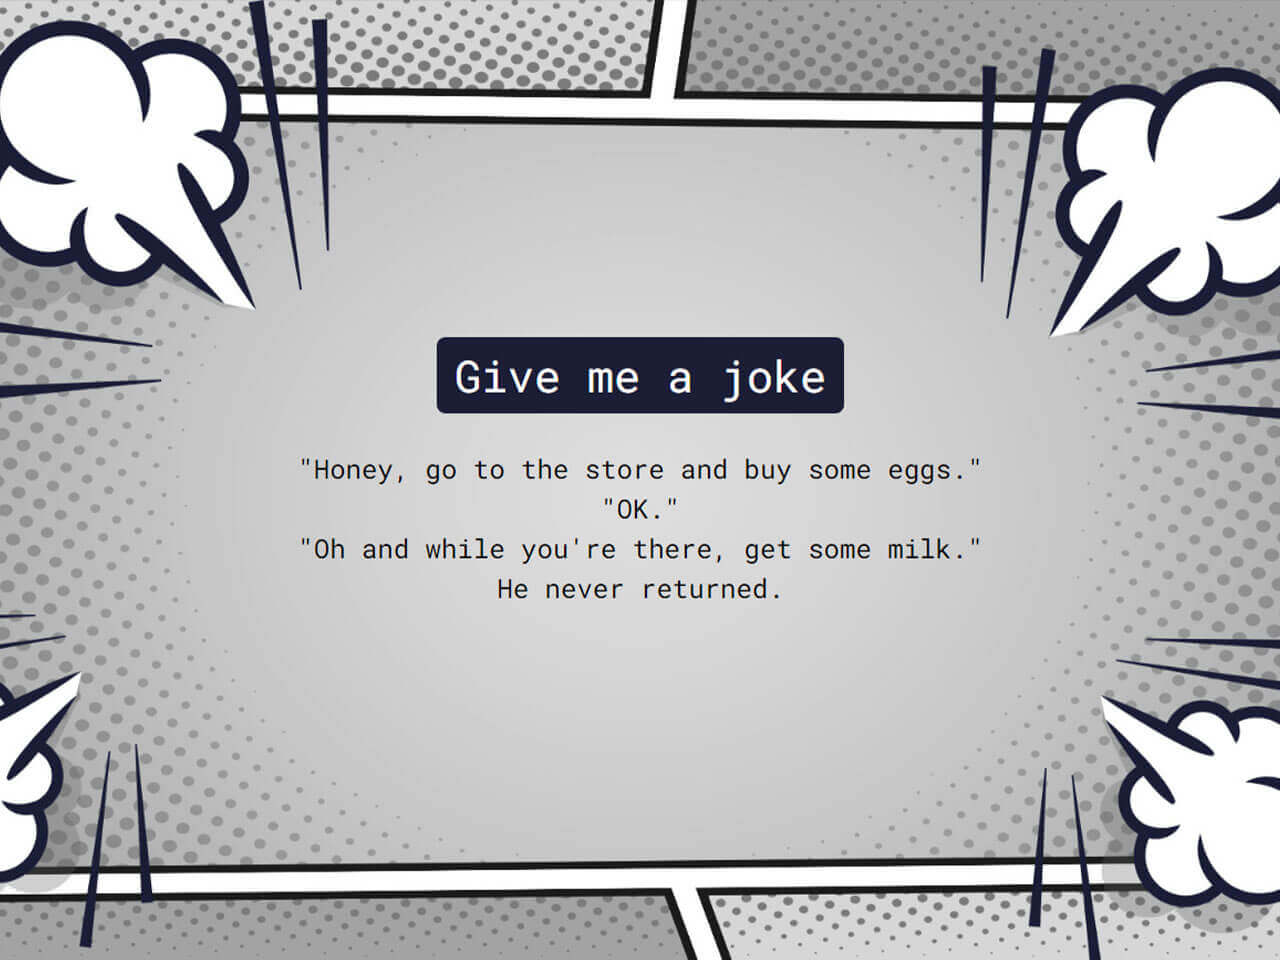 Give me a joke
"Honey, go to the store and buy some eggs."
"OK."
"Oh and while you're there, get some milk."
He never returned.